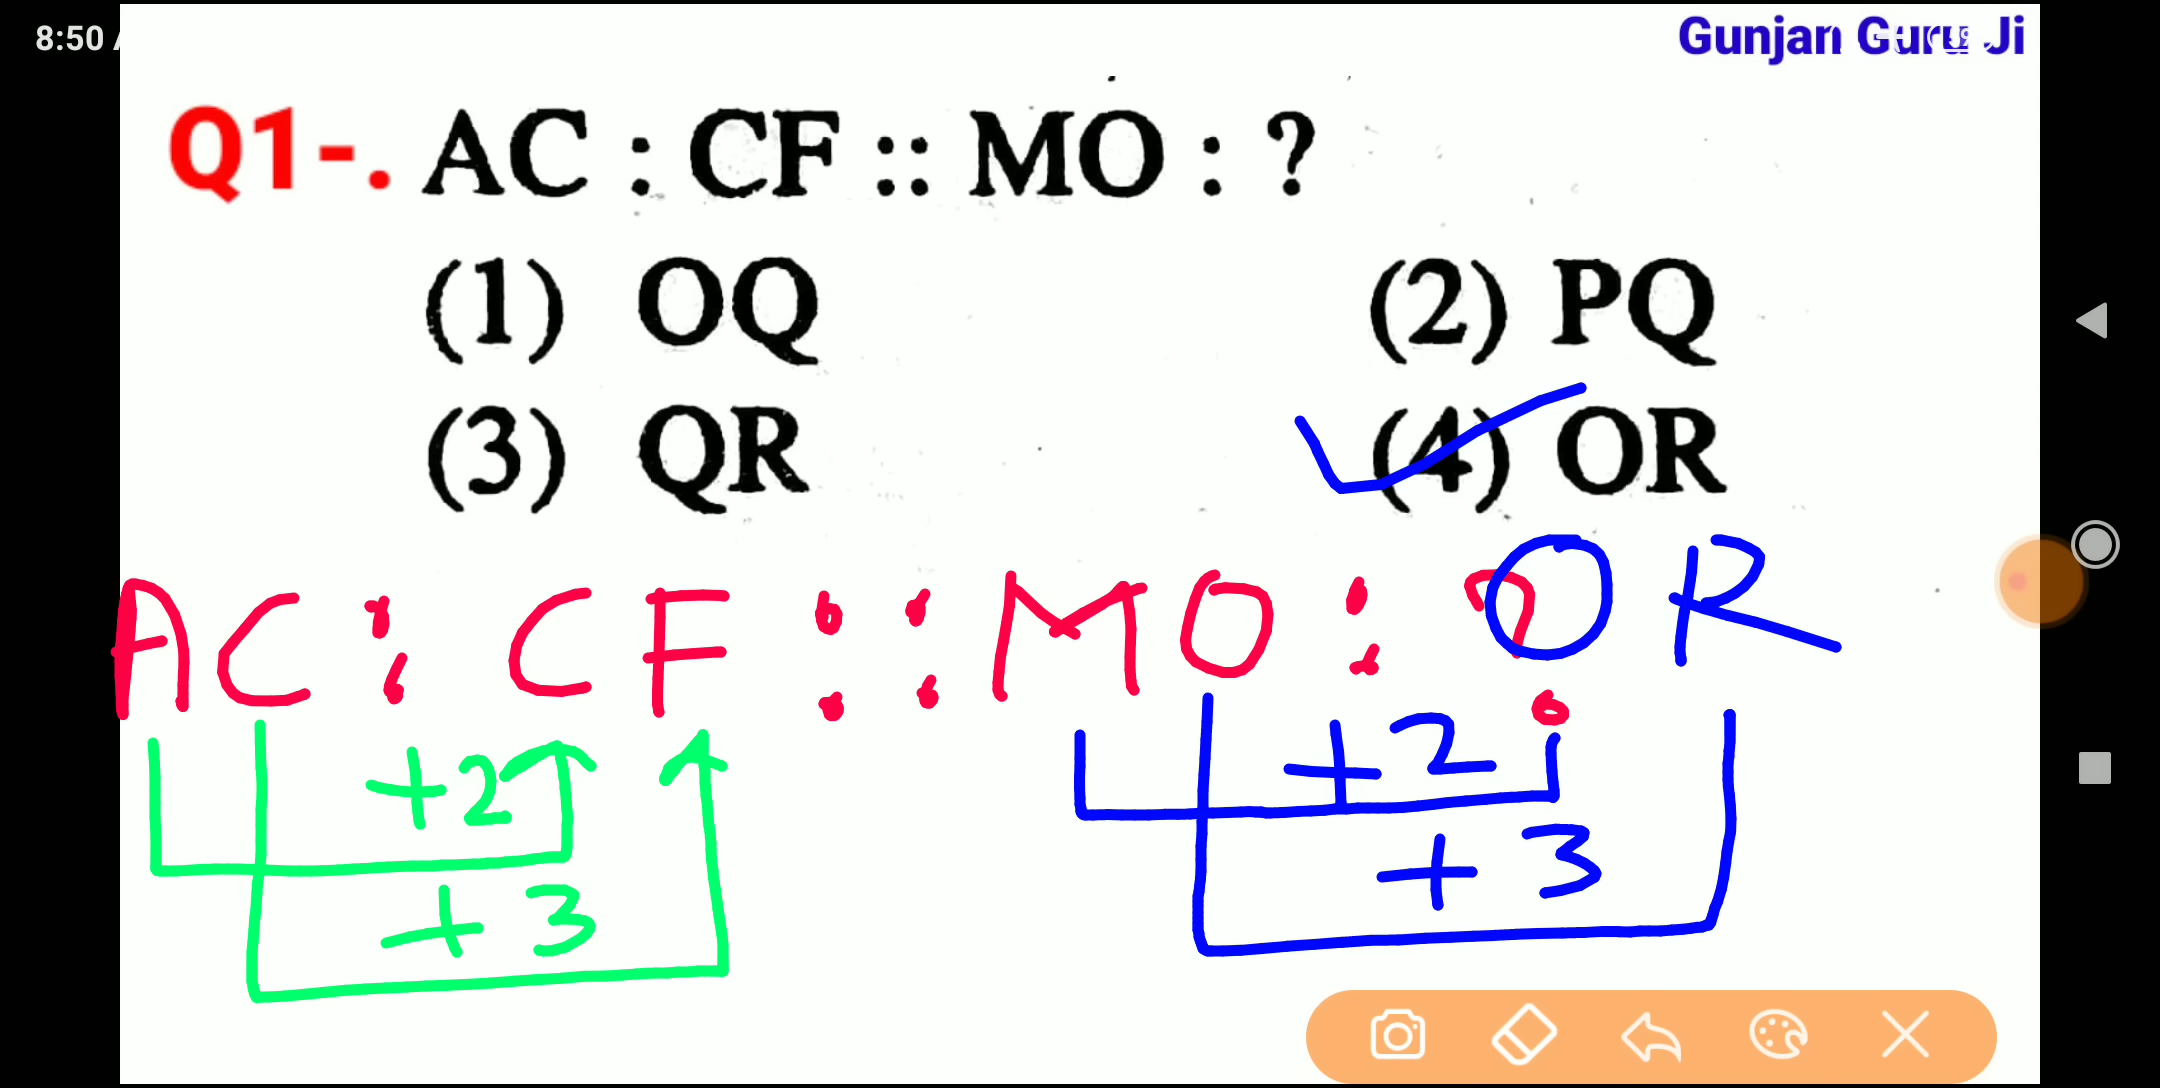 8:50
Gunjan Guru Ji
Q1-. AC : CF :: MO : ?
(1) OQ
(2) PQ
(3) QR
(4) OR
AC : CF :: MO : ? OR
+2
+2
+3
+3